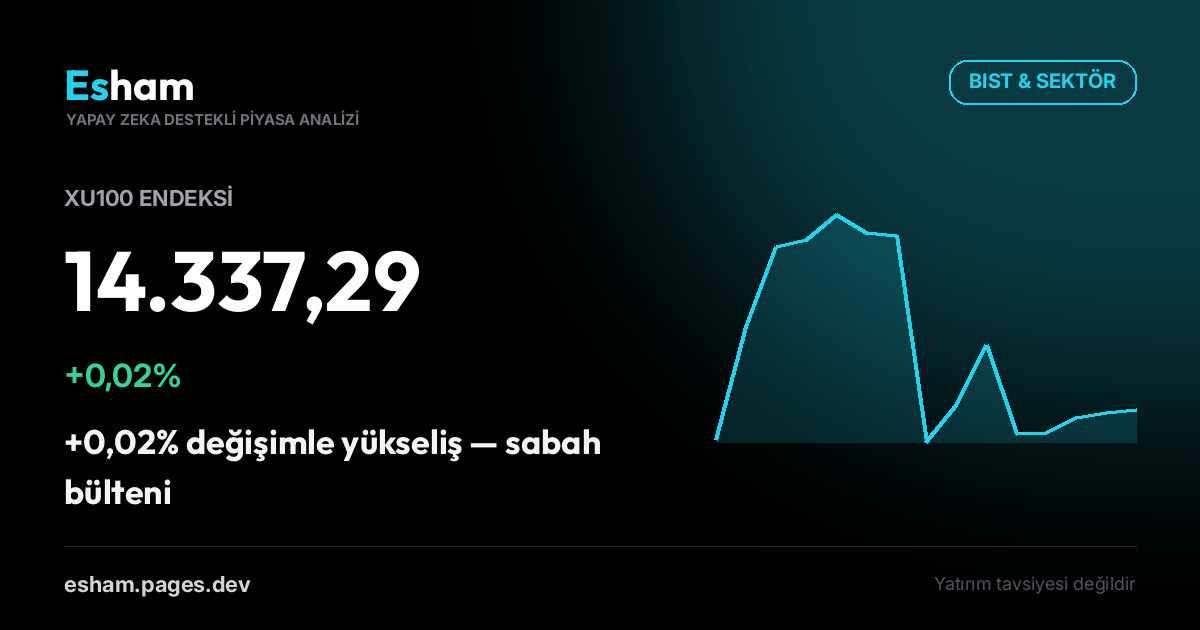 Esham
BIST & SEKTÖR
YAPAY ZEKA DESTEKLİ PİYASA ANALİZİ
XU100 ENDEKSİ
14.337,29
+0,02%
+0,02% değişimle yükseliş — sabah
bülteni
esham.pages.dev
Yatırım tavsiyesi değildir